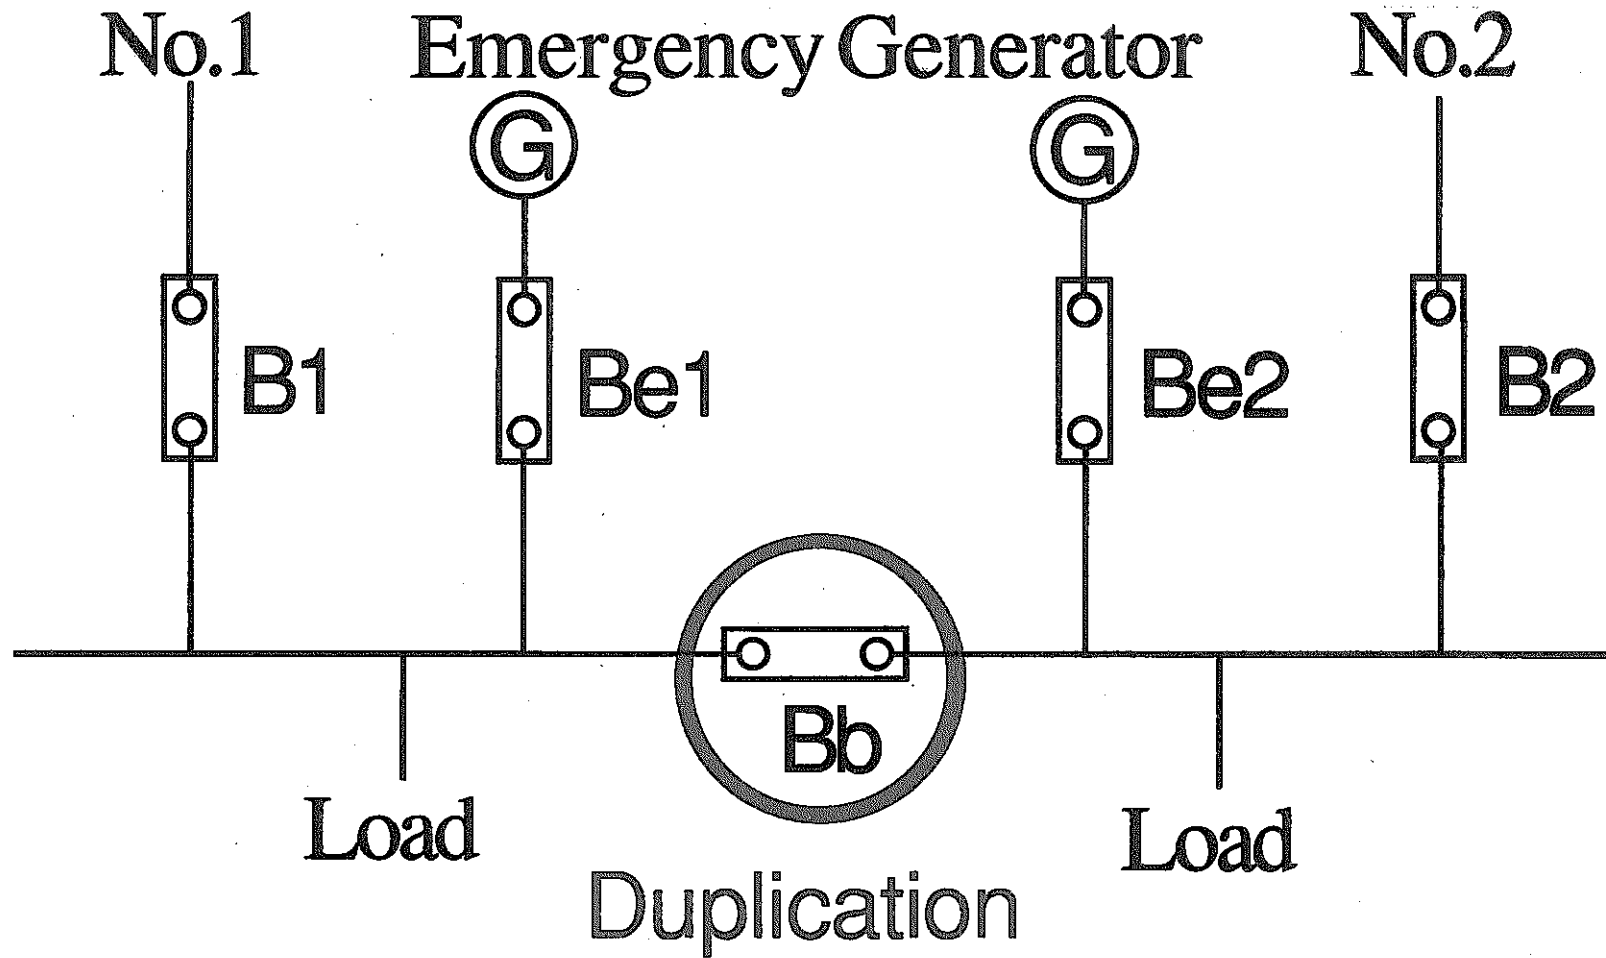 No.1 Emergency Generator No.2
G G
B1 Be1 Be2 B2
Bb
Load Load
Duplication